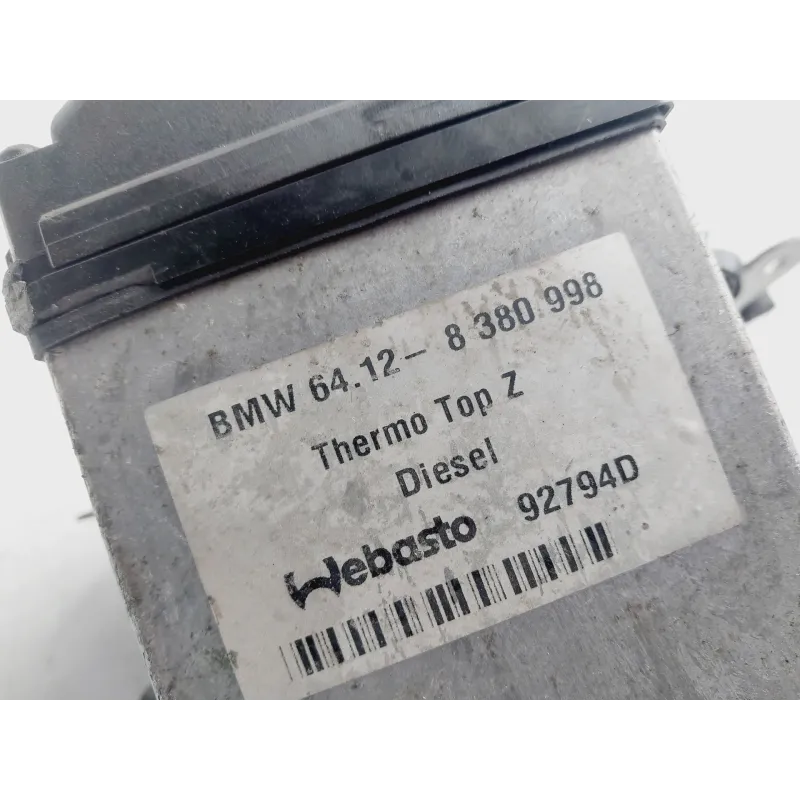 BMW 64.12- 8 380 998
Thermo Top Z
Diesel
Webasto 92794D